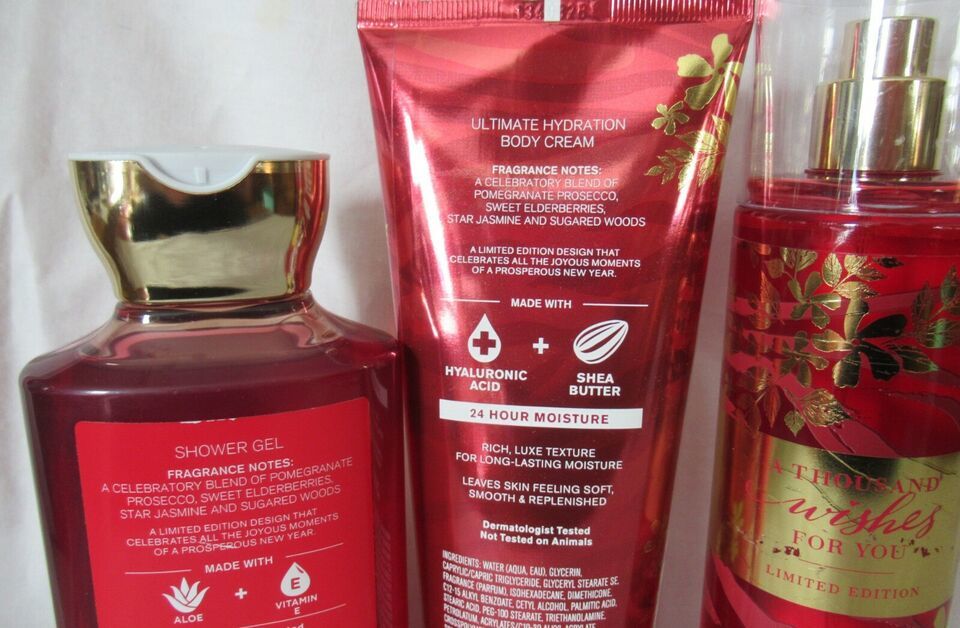 SHOWER GEL
FRAGRANCE NOTES:
A CELEBRATORY BLEND OF POMEGRANATE
PROSECCO, SWEET ELDERBERRIES,
STAR JASMINE AND SUGARED WOODS
A LIMITED EDITION DESIGN THAT
CELEBRATES ALL THE JOYOUS MOMENTS
OF A PROSPEROUS NEW YEAR.
MADE WITH
ALOE
+
E
VITAMIN
E
ULTIMATE HYDRATION
BODY CREAM
FRAGRANCE NOTES:
A CELEBRATORY BLEND OF
POMEGRANATE PROSECCO,
SWEET ELDERBERRIES,
STAR JASMINE AND SUGARED WOODS
A LIMITED EDITION DESIGN THAT
CELEBRATES ALL THE JOYOUS MOMENTS
OF A PROSPEROUS NEW YEAR.
MADE WITH
+
HYALURONIC
ACID
SHEA
BUTTER
24 HOUR MOISTURE
RICH, LUXE TEXTURE
FOR LONG-LASTING MOISTURE
LEAVES SKIN FEELING SOFT,
SMOOTH & REPLENISHED
Dermatologist Tested
Not Tested on Animals
INGREDIENTS: WATER (AQUA, EAU), GLYCERIN,
CAPRYLIC/CAPRIC TRIGLYCERIDE, GLYCERYL STEARATE SE,
FRAGRANCE (PARFUM), ISOHEXADECANE, DIMETHICONE,
C12-15 ALKYL BENZOATE, CETYL ALCOHOL, PALMITIC ACID,
STEARIC ACID, PEG-100 STEARATE, TRIETHANOLAMINE,
PETROLATUM, ACRYLATES/C10-30 ALKYL ACRYLATE
A THOUSAND
wishes
FOR YOU
LIMITED EDITION